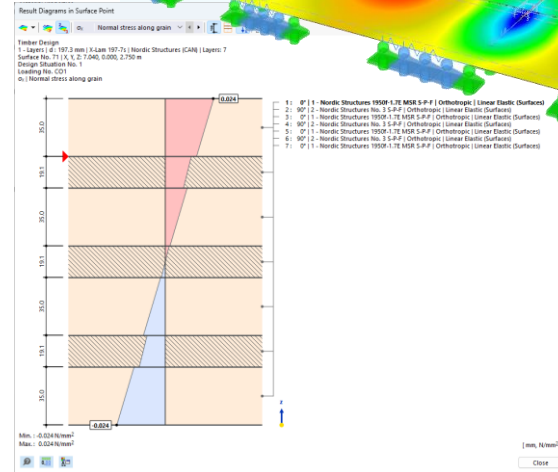 Result Diagrams in Surface Point
Normal stress along grain
Timber Design
1 - Layers | d : 197.3 mm | X-Lam 197-7s | Nordic Structures (CAN) | Layers: 7
Surface No. 71 | X, Y, Z: 7.040, 0.000, 2.750 m
Design Situation No. 1
Loading No. CO1
| Normal stress along grain
0.024
1: 0° | 1 - Nordic Structures 1950f-1.7E MSR S-P-F | Orthotropic | Linear Elastic (Surfaces)
2: 90° | 2 - Nordic Structures No. 3 S-P-F | Orthotropic | Linear Elastic (Surfaces)
3: 0° | 1 - Nordic Structures 1950f-1.7E MSR S-P-F | Orthotropic | Linear Elastic (Surfaces)
4: 90° | 2 - Nordic Structures No. 3 S-P-F | Orthotropic | Linear Elastic (Surfaces)
5: 0° | 1 - Nordic Structures 1950f-1.7E MSR S-P-F | Orthotropic | Linear Elastic (Surfaces)
6: 90° | 2 - Nordic Structures No. 3 S-P-F | Orthotropic | Linear Elastic (Surfaces)
7: 0° | 1 - Nordic Structures 1950f-1.7E MSR S-P-F | Orthotropic | Linear Elastic (Surfaces)
35.0
19.1
35.0
19.1
35.0
19.1
35.0
-0.024
z
Min. : -0.024 N/mm²
Max. : 0.024 N/mm²
[mm, N/mm²
Close